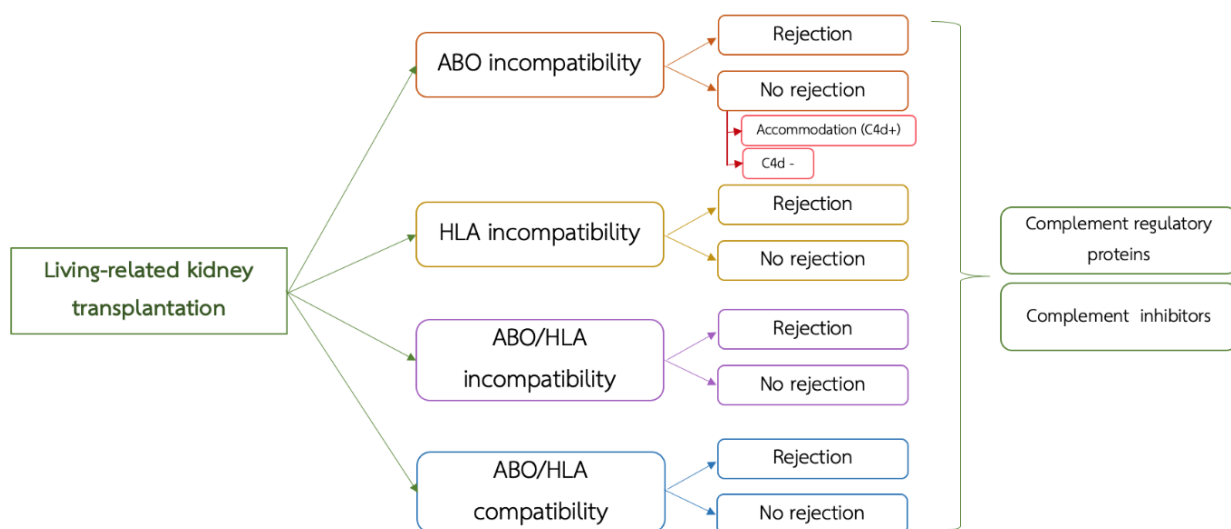 Living-related kidney
transplantation
ABO incompatibility
Rejection
No rejection
Accommodation (C4d+)
C4d -
HLA incompatibility
Rejection
No rejection
ABO/HLA
incompatibility
Rejection
No rejection
ABO/HLA
compatibility
Rejection
No rejection
Complement regulatory
proteins
Complement inhibitors